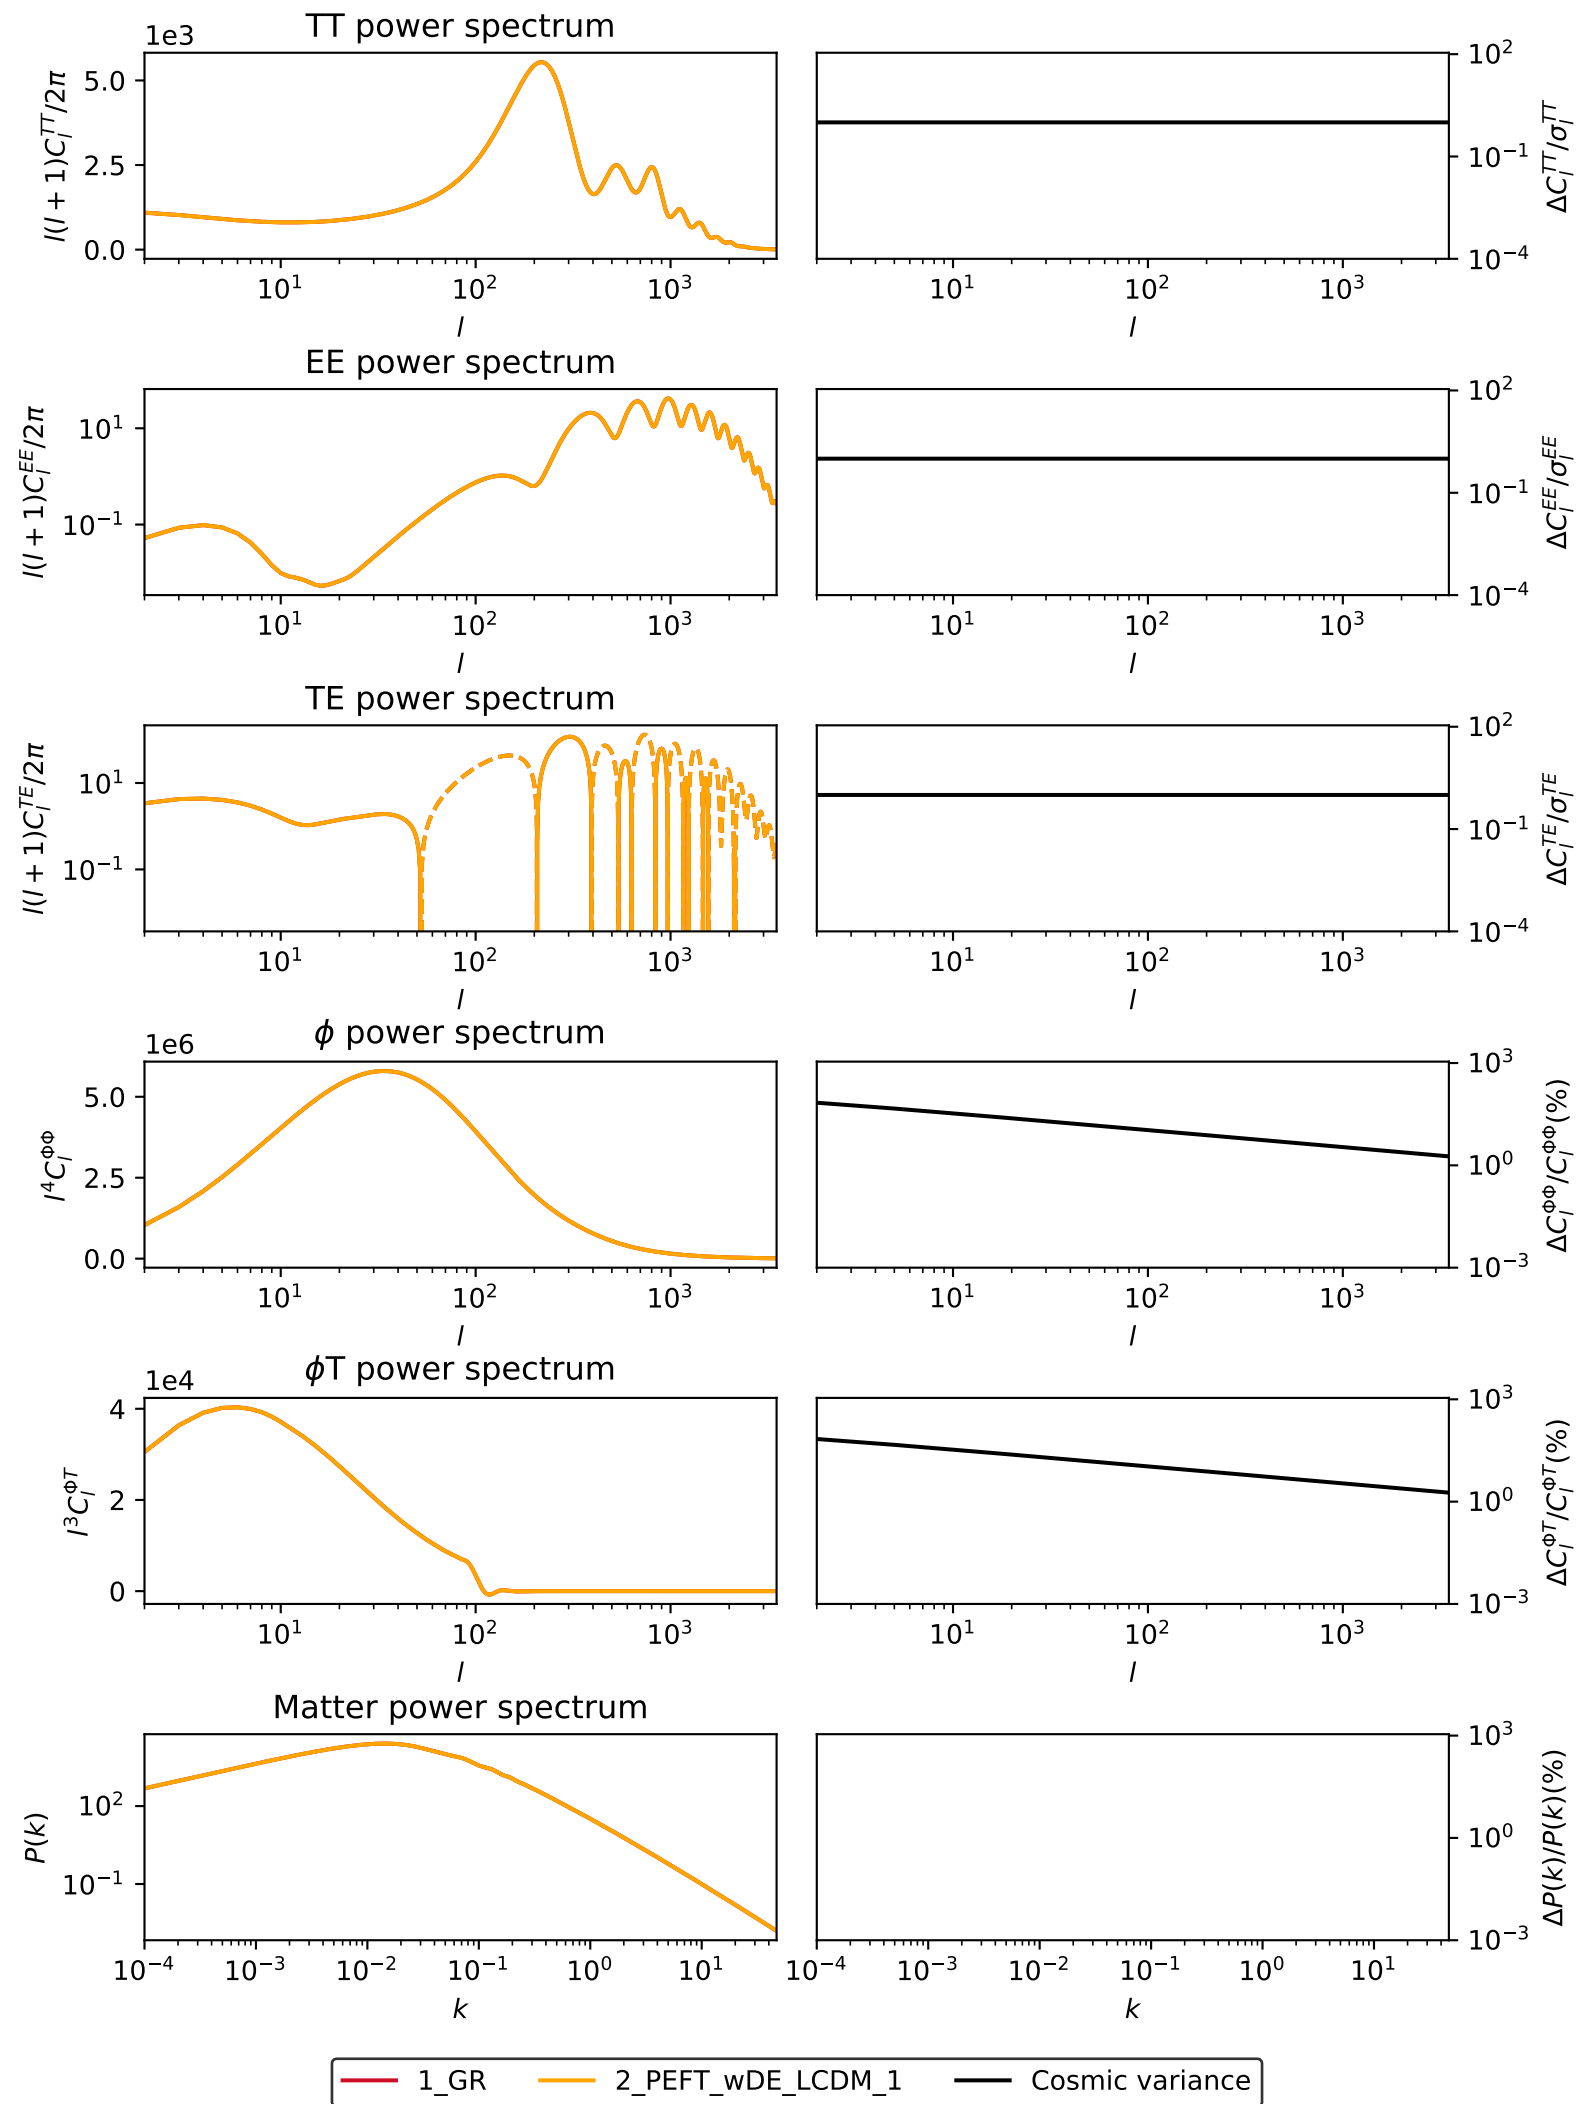 TT power spectrum
1e3
5.0
2.5
0.0
l(l + 1)C_l^{TT}/2π
10^1 10^2 10^3
l
10^2
10^{-1}
10^{-4}
ΔC_l^{TT}/σ_l^{TT}
10^1 10^2 10^3
l
EE power spectrum
10^1
10^{-1}
l(l + 1)C_l^{EE}/2π
10^1 10^2 10^3
l
10^2
10^{-1}
10^{-4}
ΔC_l^{EE}/σ_l^{EE}
10^1 10^2 10^3
l
TE power spectrum
10^1
10^{-1}
l(l + 1)C_l^{TE}/2π
10^1 10^2 10^3
l
10^2
10^{-1}
10^{-4}
ΔC_l^{TE}/σ_l^{TE}
10^1 10^2 10^3
l
ϕ power spectrum
1e6
5.0
2.5
0.0
l^4C_l^{ΦΦ}
10^1 10^2 10^3
l
10^3
10^0
10^{-3}
ΔC_l^{ΦΦ}/C_l^{ΦΦ}(%)
10^1 10^2 10^3
l
ϕT power spectrum
1e4
4
2
0
l^3C_l^{ΦT}
10^1 10^2 10^3
l
10^3
10^0
10^{-3}
ΔC_l^{ΦT}/C_l^{ΦT}(%)
10^1 10^2 10^3
l
Matter power spectrum
10^2
10^{-1}
P(k)
10^{-4} 10^{-3} 10^{-2} 10^{-1} 10^0 10^1
k
10^3
10^0
10^{-3}
ΔP(k)/P(k)(%)
10^{-4} 10^{-3} 10^{-2} 10^{-1} 10^0 10^1
k
1_GR 2_PEFT_wDE_LCDM_1 Cosmic variance